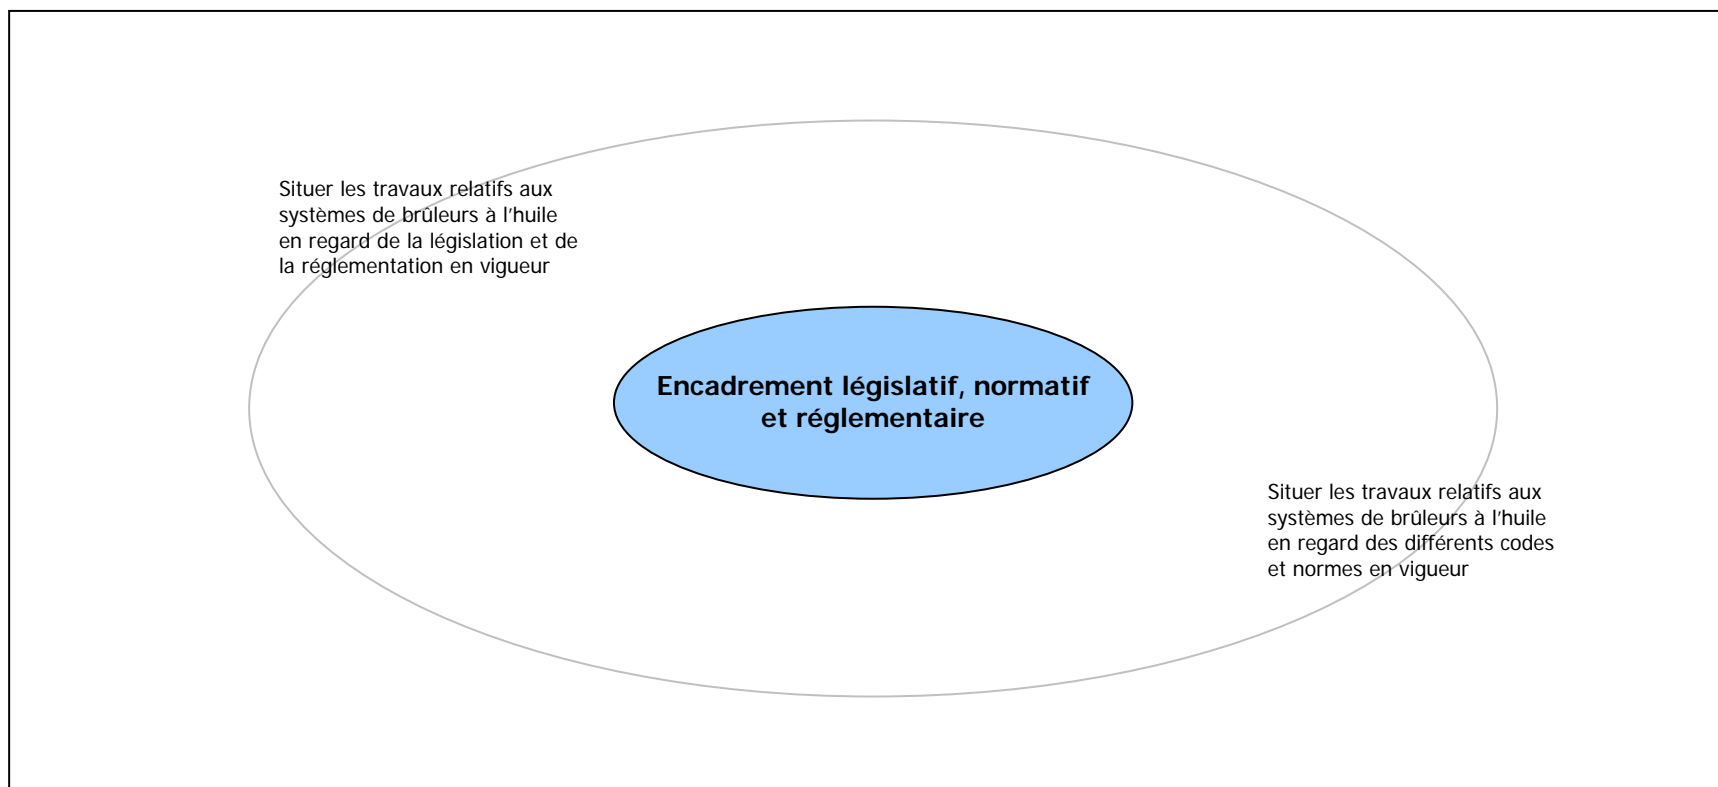 Situer les travaux relatifs aux
systèmes de brûleurs à l'huile
en regard de la législation et de
la réglementation en vigueur
Encadrement législatif, normatif
et réglementaire
Situer les travaux relatifs aux
systèmes de brûleurs à l'huile
en regard des différents codes
et normes en vigueur